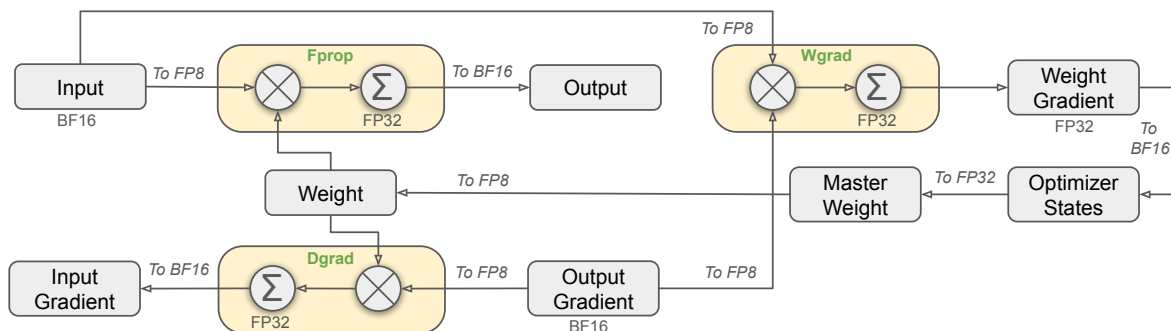 To FP8
Fprop
Wgrad
Input
To FP8
Σ
To BF16
Output
Σ
Weight
Gradient
BF16
FP32
FP32
FP32
To
BF16
Weight
To FP8
Master
Weight
To FP32
Optimizer
States
Dgrad
Input
Gradient
To BF16
Σ
To FP8
Output
Gradient
To FP8
FP32
BF16